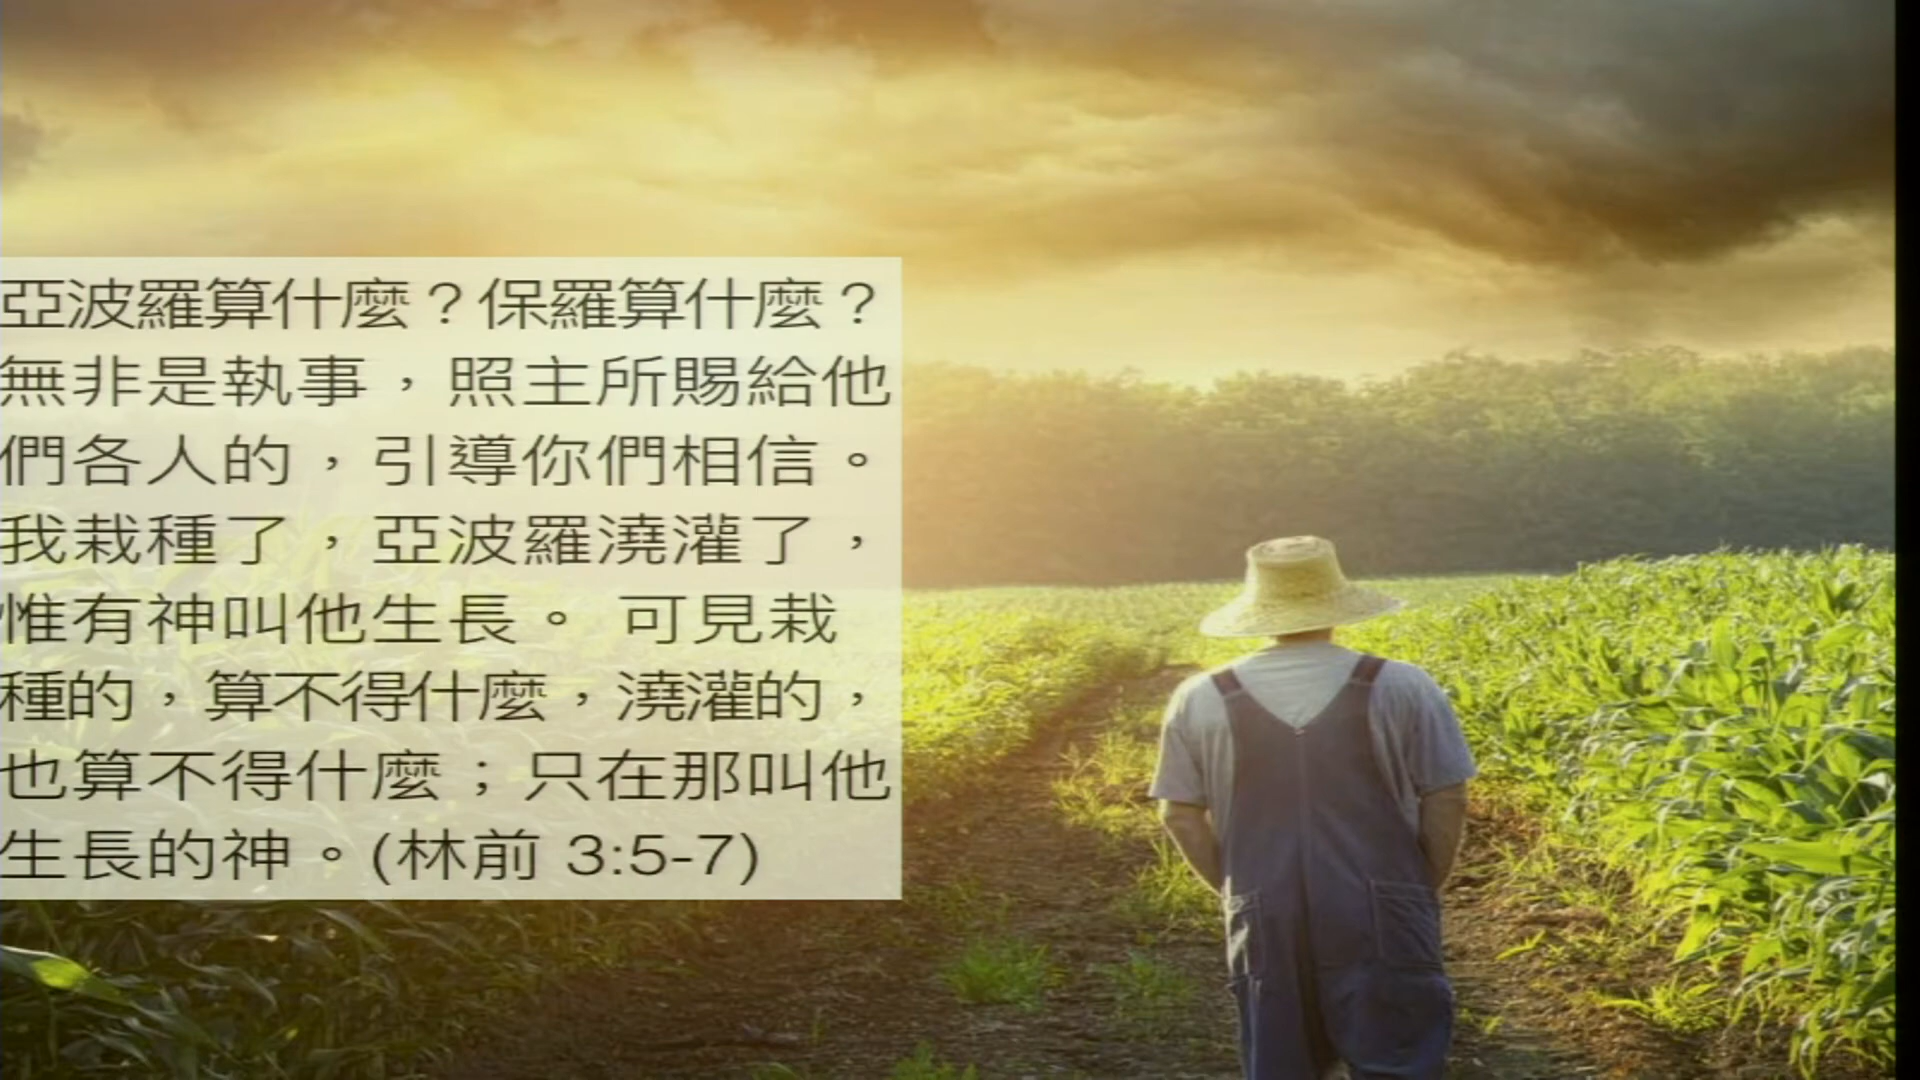 亞波羅算什麼？保羅算什麼？
無非是執事，照主所賜給他
們各人的，引導你們相信。
我栽種了，亞波羅澆灌了，
惟有神叫他生長。 可見栽
種的，算不得什麼，澆灌的，
也算不得什麼；只在那叫他
生長的神。(林前 3:5-7)